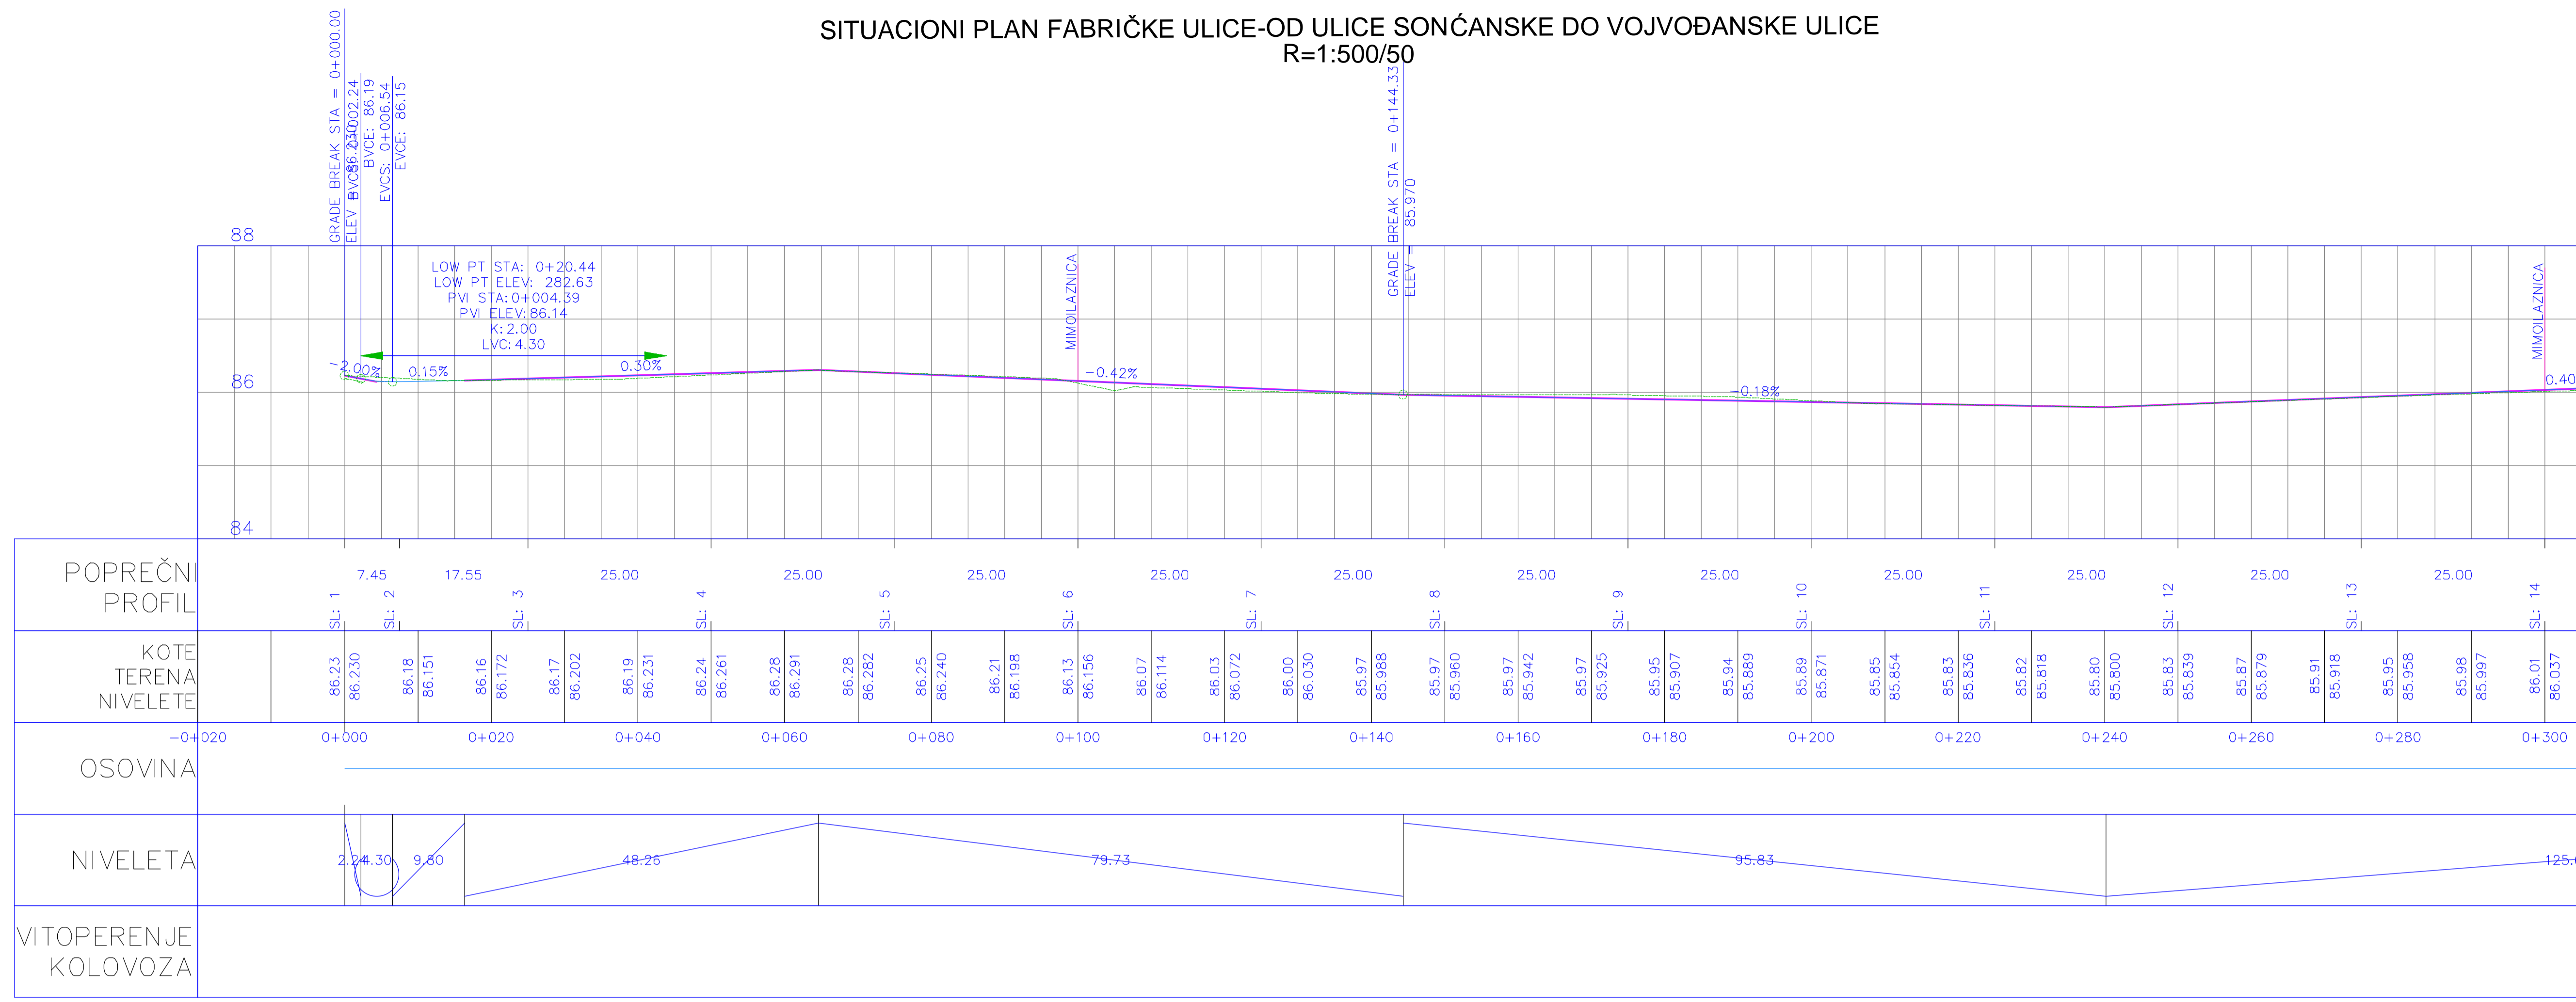 SITUACIONI PLAN FABRIČKE ULICE-OD ULICE SONĆANSKE DO VOJVOĐANSKE ULICE
R=1:500/50
GRADE BREAK STA = 0+000.00
ELEV = 86.230
BVCS: 0+002.24
BVCE: 86.19
EVCS: 0+006.54
EVCE: 86.15
GRADE BREAK STA = 0+144.33
ELEV = 85.970
88
LOW PT STA: 0+20.44
LOW PT ELEV: 282.63
PVI STA:0+004.39
PVI ELEV:86.14
K:2.00
LVC:4.30
MIMOILAZNICA
MIMOILAZNICA
86
-2.00%
0.15%
0.30%
-0.42%
-0.18%
0.40
84
POPREČNI
PROFIL
7.45 17.55 25.00 25.00 25.00 25.00 25.00 25.00 25.00 25.00 25.00 25.00 25.00
SL: 1 SL: 2 SL: 3 SL: 4 SL: 5 SL: 6 SL: 7 SL: 8 SL: 9 SL: 10 SL: 11 SL: 12 SL: 13 SL: 14
KOTE
TERENA
NIVELETE
86.23
86.230
86.18
86.151
86.16
86.172
86.17
86.202
86.19
86.231
86.24
86.261
86.28
86.291
86.28
86.282
86.25
86.240
86.21
86.198
86.13
86.156
86.07
86.114
86.03
86.072
86.00
86.030
85.97
85.988
85.97
85.960
85.97
85.942
85.97
85.925
85.95
85.907
85.94
85.889
85.89
85.871
85.85
85.854
85.83
85.836
85.82
85.818
85.80
85.800
85.83
85.839
85.87
85.879
85.91
85.918
85.95
85.958
85.98
85.997
86.01
86.037
-0+020 0+000 0+020 0+040 0+060 0+080 0+100 0+120 0+140 0+160 0+180 0+200 0+220 0+240 0+260 0+280 0+300
OSOVINA
NIVELETA
2.24 4.30 9.80 48.26 79.73 95.83
VITOPERENJE
KOLOVOZA